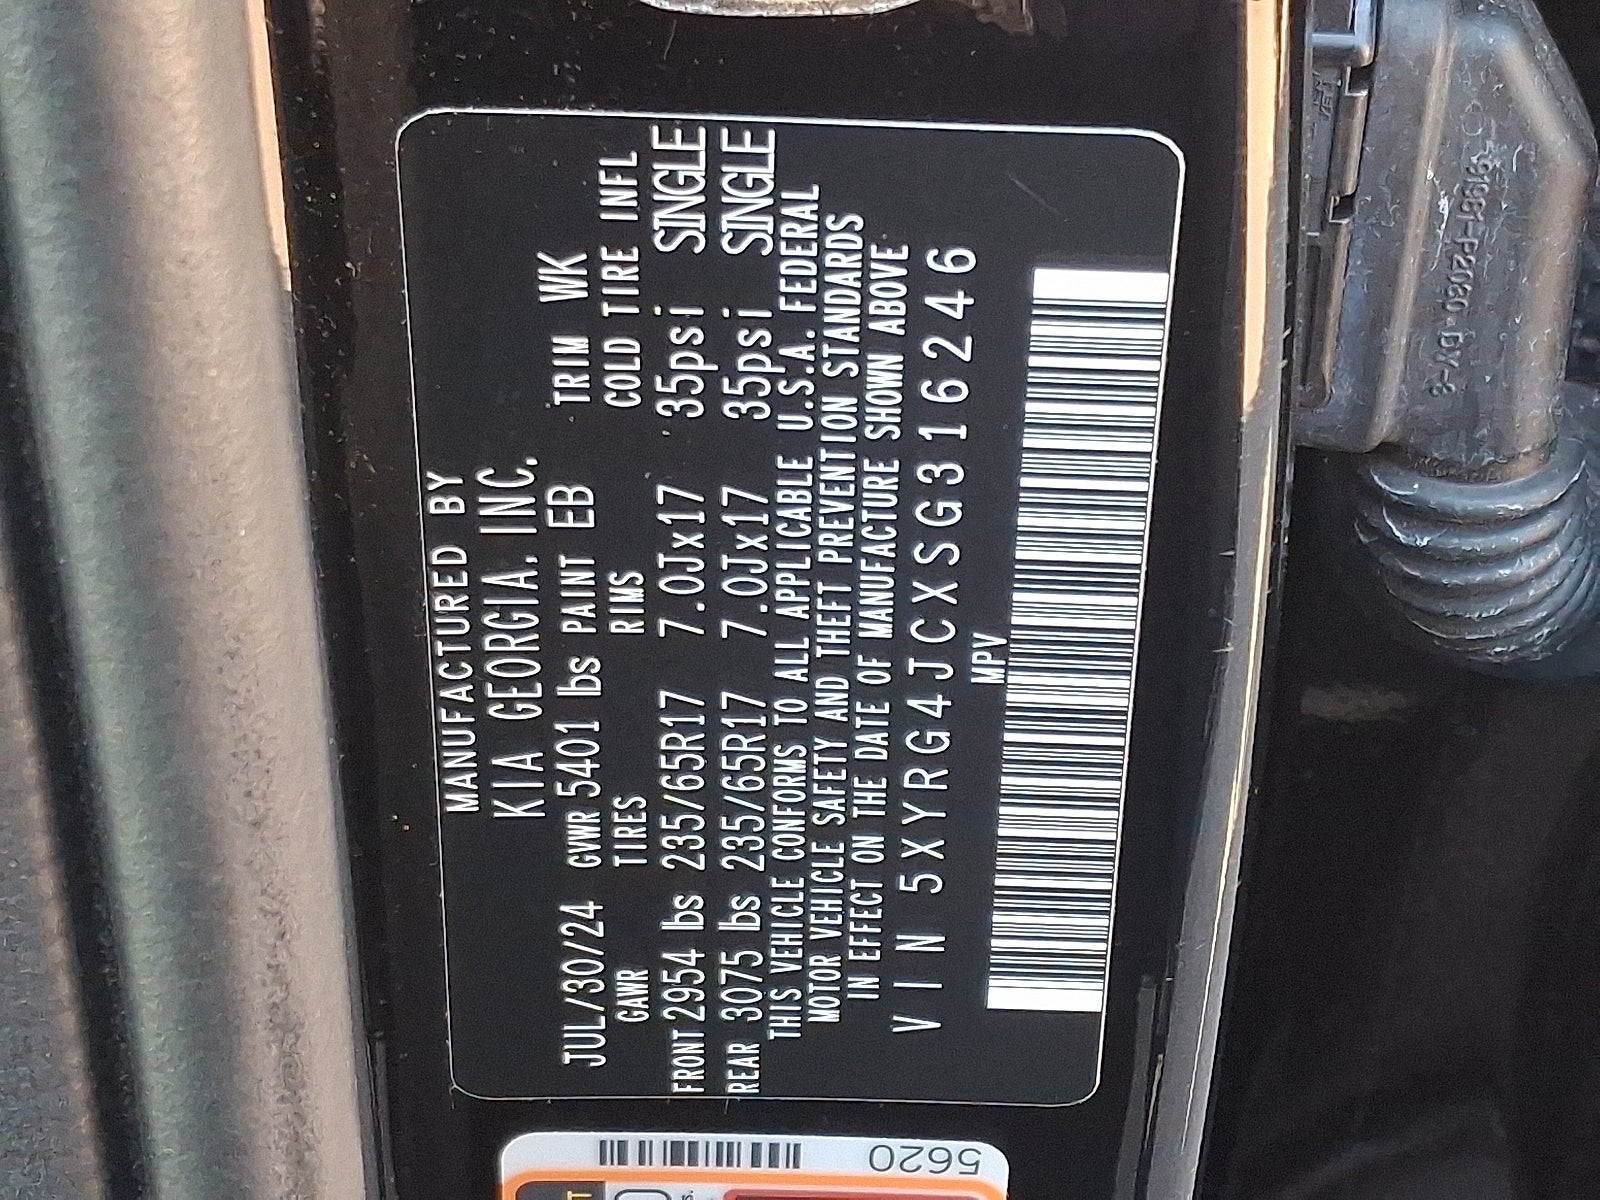 MANUFACTURED BY
KIA GEORGIA, INC.
JUL/30/24 GVWR 5401 lbs PAINT EB TRIM WK
GAWR TIRES RIMS COLD TIRE INFL
FRONT 2954 lbs 235/65R17 7.0Jx17 35psi SINGLE
REAR 3075 lbs 235/65R17 7.0Jx17 35psi SINGLE
THIS VEHICLE CONFORMS TO ALL APPLICABLE U.S.A. FEDERAL
MOTOR VEHICLE SAFETY AND THEFT PREVENTION STANDARDS
IN EFFECT ON THE DATE OF MANUFACTURE SHOWN ABOVE
VIN 5XYRG4JCXSG316246
MPV
5620